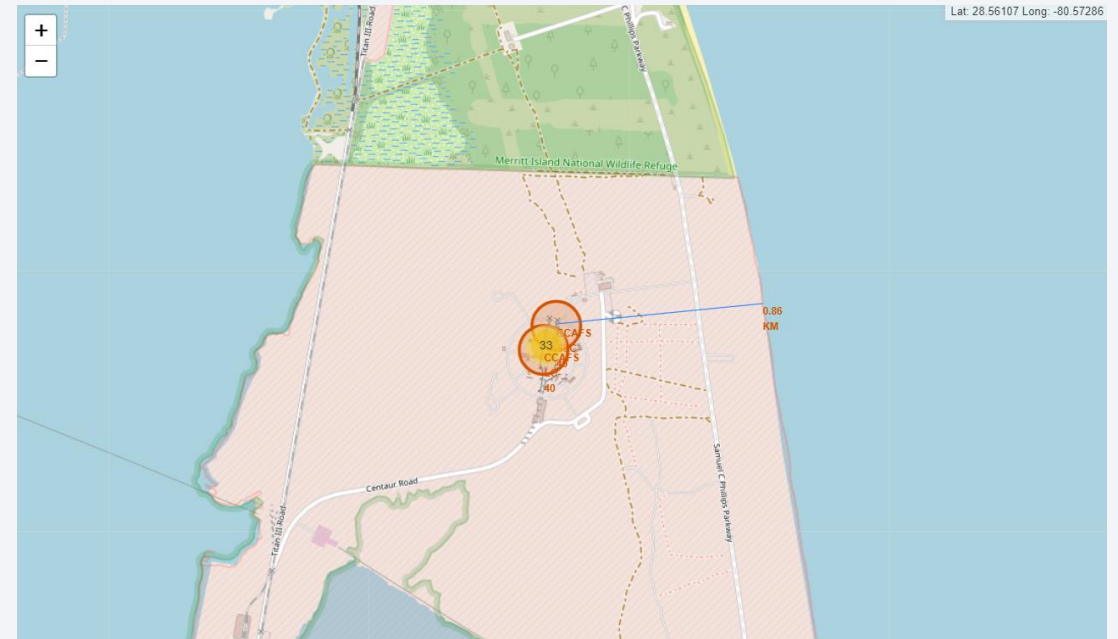 +
−
Lat: 28.56107 Long: -80.57286
Titan III Road
C Phillips Parkway
Merritt Island National Wildlife Refuge
0.86
KM
CCAFS
33
CCAFS
40
Centaur Road
Titan III Road
Samuel C Phillips Parkway